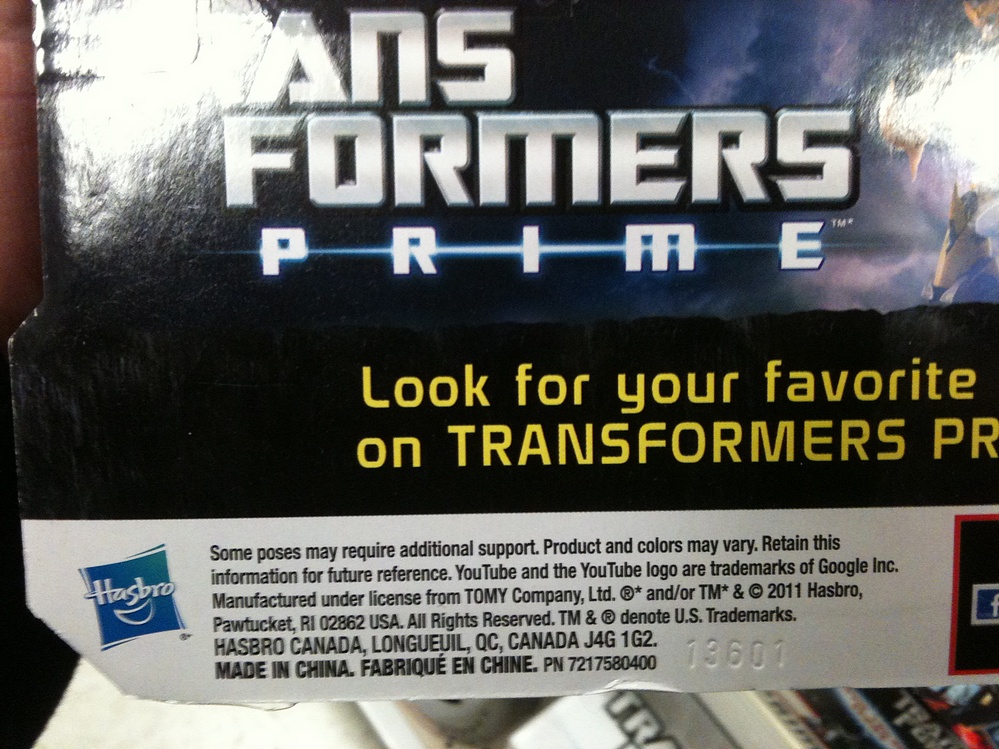 ANS
FORMERS
PRIME™*
Look for your favorite
on TRANSFORMERS PR
Hasbro
®*
Some poses may require additional support. Product and colors may vary. Retain this
information for future reference. YouTube and the YouTube logo are trademarks of Google Inc.
Manufactured under license from TOMY Company, Ltd. ®* and/or TM* & © 2011 Hasbro,
Pawtucket, RI 02862 USA. All Rights Reserved. TM & ® denote U.S. Trademarks.
HASBRO CANADA, LONGUEUIL, QC, CANADA J4G 1G2.
MADE IN CHINA. FABRIQUÉ EN CHINE. PN 7217580400
13601
f
TRA